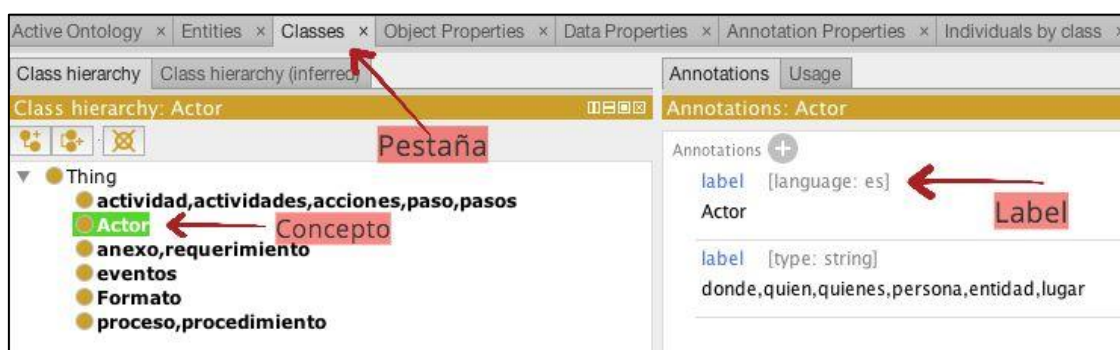 Active Ontology × Entities × Classes × Object Properties × Data Properties × Annotation Properties × Individuals by class ×
Class hierarchy Class hierarchy (inferred)
Annotations Usage
Class hierarchy: Actor
Annotations: Actor
Pestaña
Thing
actividad,actividades,acciones,paso,pasos
Actor
Concepto
anexo,requerimiento
eventos
Formato
proceso,procedimiento
Annotations
label [language: es]
Actor
Label
label [type: string]
donde,quien,quienes,persona,entidad,lugar